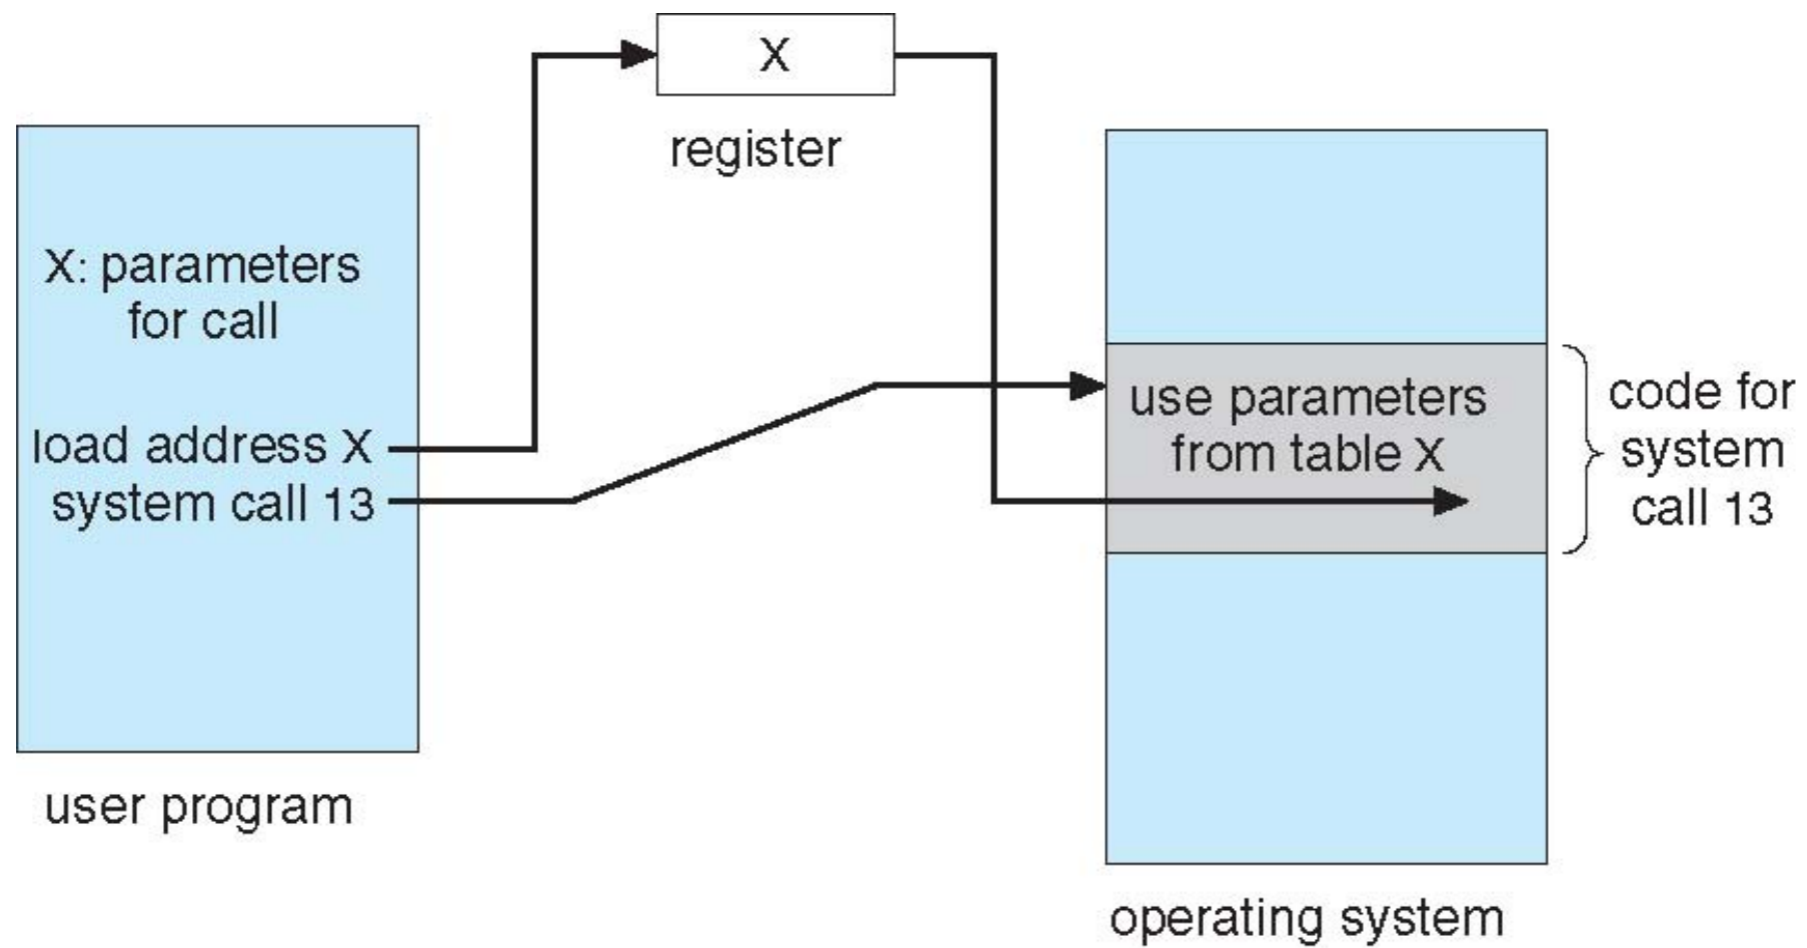 X
register
X: parameters
for call
load address X
system call 13
user program
use parameters
from table X
code for
system
call 13
operating system